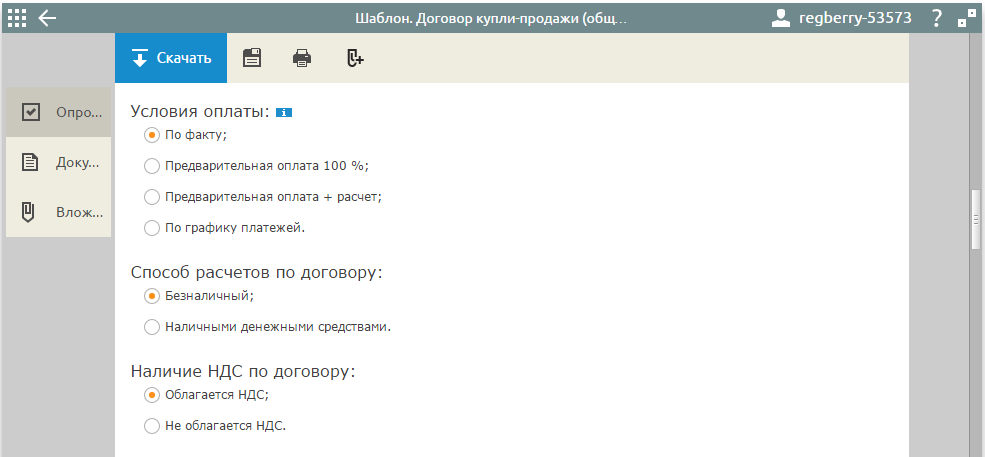 Шаблон. Договор купли-продажи (общ...
regberry-53573
?
Скачать
Опро...
Доку...
Влож...
Условия оплаты: i
По факту;
Предварительная оплата 100 %;
Предварительная оплата + расчет;
По графику платежей.
Способ расчетов по договору:
Безналичный;
Наличными денежными средствами.
Наличие НДС по договору:
Облагается НДС;
Не облагается НДС.